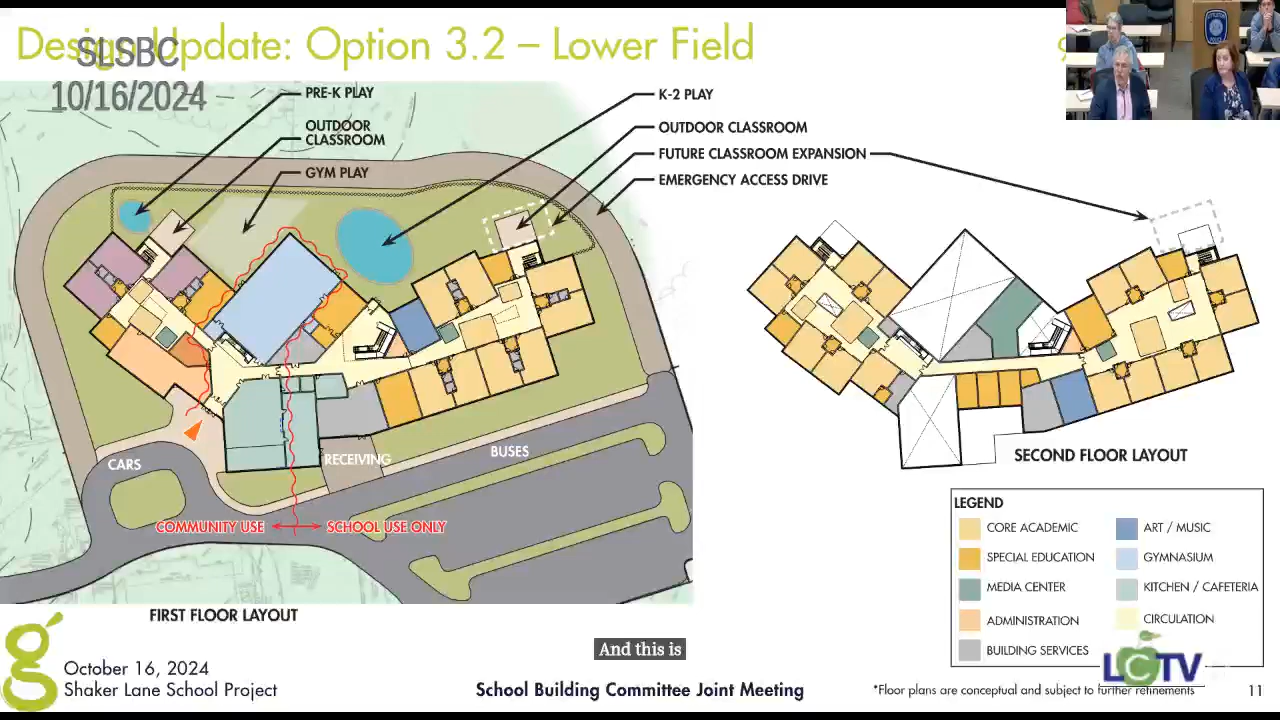 Design Update: Option 3.2 – Lower Field
SLSBC
10/16/2024
PRE-K PLAY
OUTDOOR
CLASSROOM
GYM PLAY
K-2 PLAY
OUTDOOR CLASSROOM
FUTURE CLASSROOM EXPANSION
EMERGENCY ACCESS DRIVE
CARS
RECEIVING
BUSES
COMMUNITY USE
SCHOOL USE ONLY
FIRST FLOOR LAYOUT
SECOND FLOOR LAYOUT
LEGEND
CORE ACADEMIC
SPECIAL EDUCATION
MEDIA CENTER
ADMINISTRATION
BUILDING SERVICES
ART / MUSIC
GYMNASIUM
KITCHEN / CAFETERIA
CIRCULATION
And this is
g
October 16, 2024
Shaker Lane School Project
School Building Committee Joint Meeting
LCTV
*Floor plans are conceptual and subject to further refinements
11